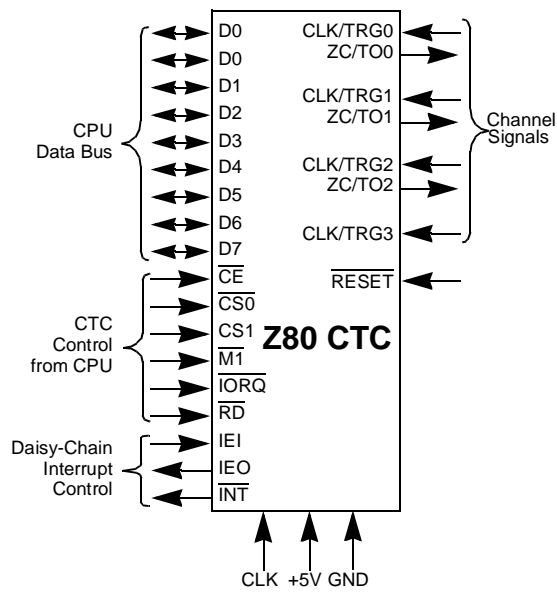 D0
D0
D1
D2
D3
D4
D5
D6
D7
CPU
Data Bus
CE
CS0
CS1
M1
IORQ
RD
CTC
Control
from CPU
IEI
IEO
INT
Daisy-Chain
Interrupt
Control
Z80 CTC
CLK/TRG0
ZC/TO0
CLK/TRG1
ZC/TO1
CLK/TRG2
ZC/TO2
CLK/TRG3
Channel
Signals
RESET
CLK +5V GND